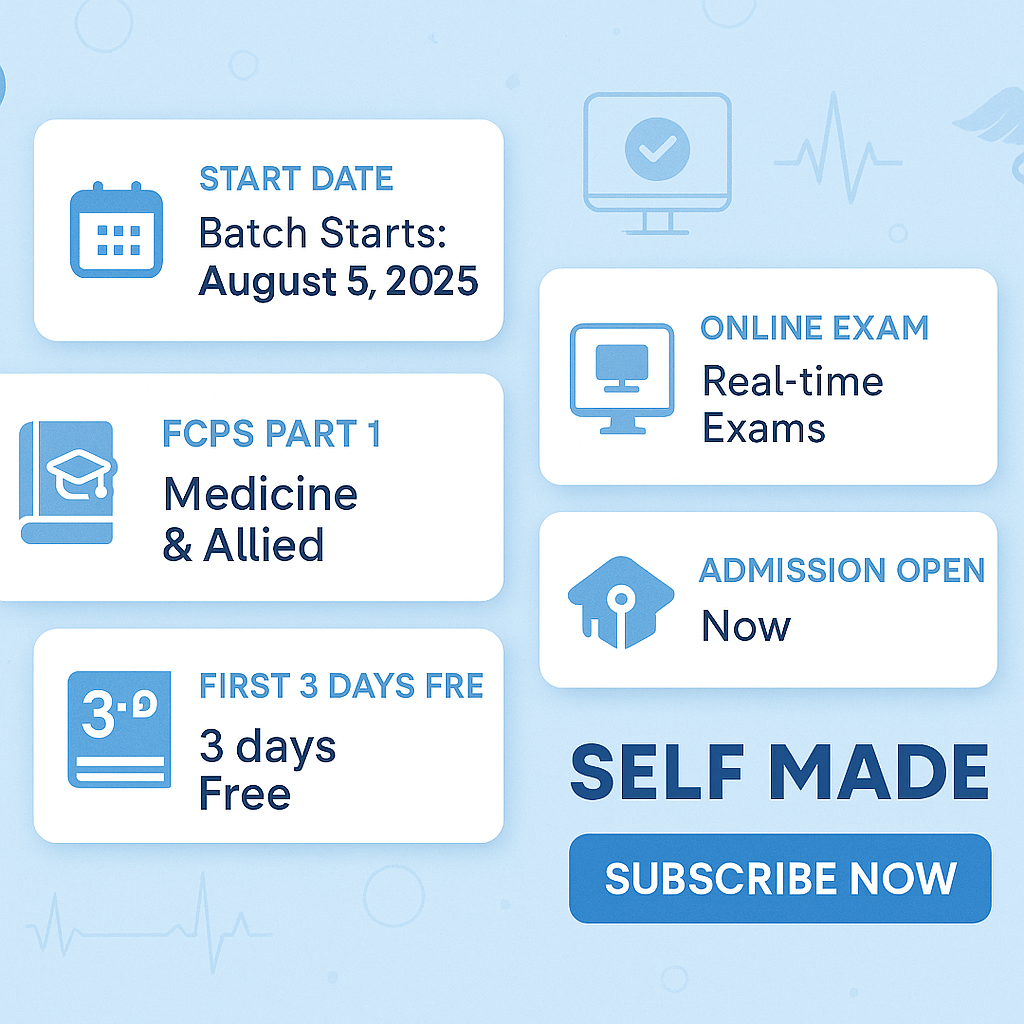 START DATE
Batch Starts:
August 5, 2025
FCPS PART 1
Medicine
& Allied
FIRST 3 DAYS FRE
3 days
Free
ONLINE EXAM
Real-time
Exams
ADMISSION OPEN
Now
SELF MADE
SUBSCRIBE NOW